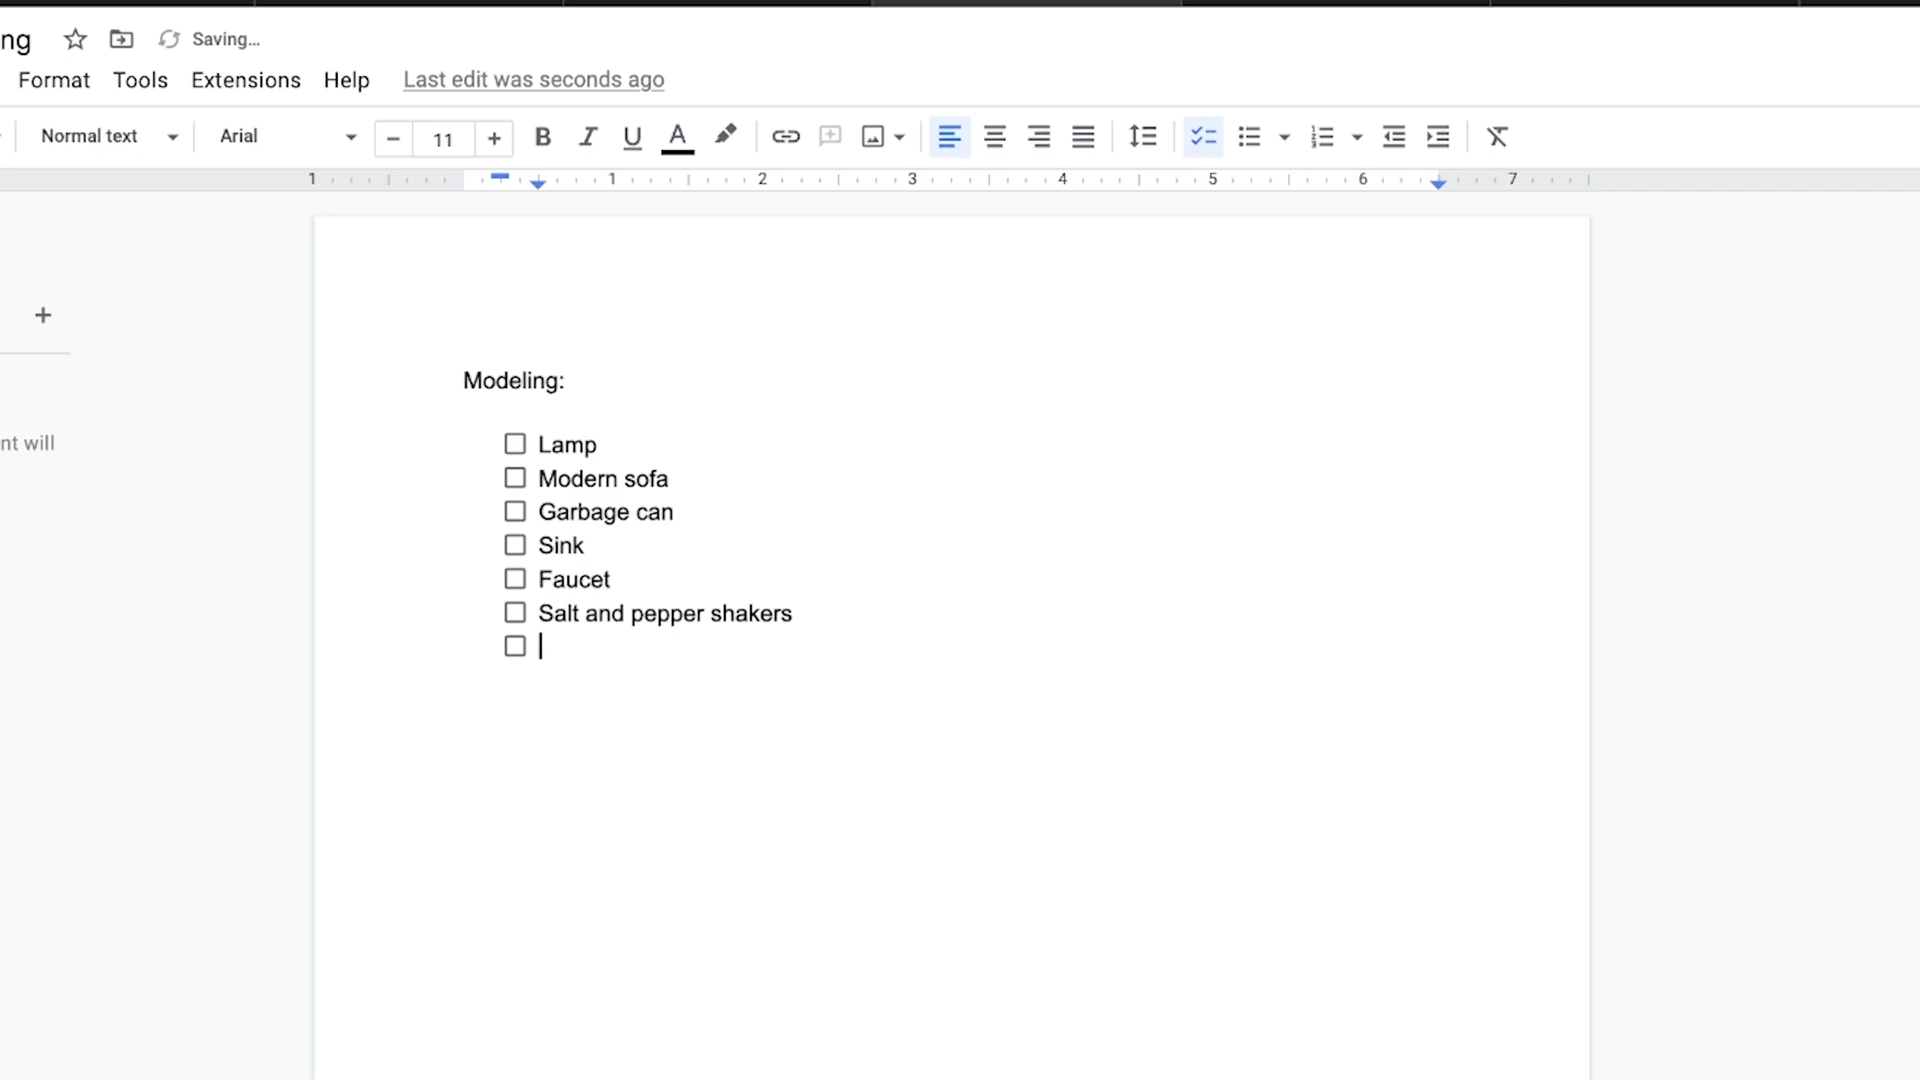 ng Saving...
Format Tools Extensions Help Last edit was seconds ago
Normal text Arial 11 B I U A
1 1 2 3 4 5 6 7
Modeling:
Lamp
nt will
Modern sofa
Garbage can
Sink
Faucet
Salt and pepper shakers